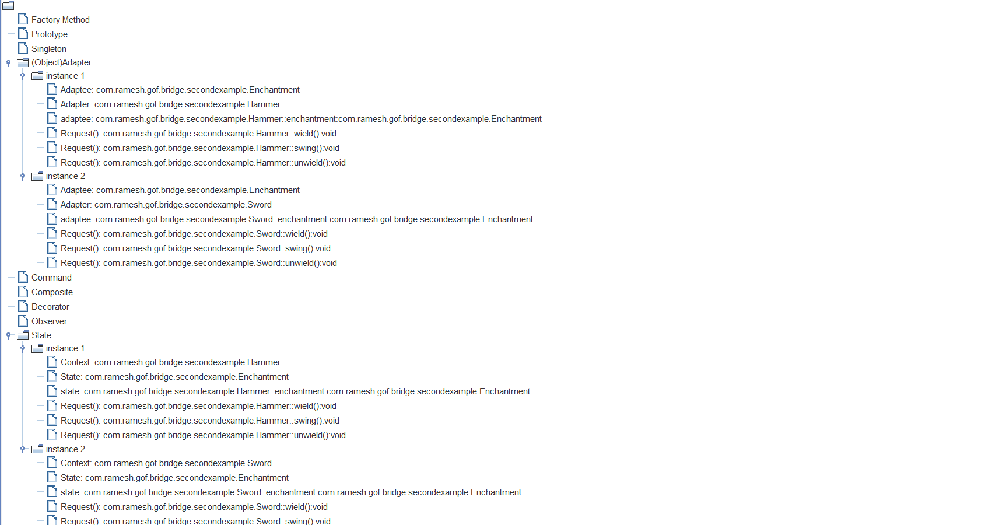 Factory Method
Prototype
Singleton
(Object)Adapter
instance 1
Adaptee: com.ramesh.gof.bridge.secondexample.Enchantment
Adapter: com.ramesh.gof.bridge.secondexample.Hammer
adaptee: com.ramesh.gof.bridge.secondexample.Hammer::enchantment:com.ramesh.gof.bridge.secondexample.Enchantment
Request(): com.ramesh.gof.bridge.secondexample.Hammer::wield():void
Request(): com.ramesh.gof.bridge.secondexample.Hammer::swing():void
Request(): com.ramesh.gof.bridge.secondexample.Hammer::unwield():void
instance 2
Adaptee: com.ramesh.gof.bridge.secondexample.Enchantment
Adapter: com.ramesh.gof.bridge.secondexample.Sword
adaptee: com.ramesh.gof.bridge.secondexample.Sword::enchantment:com.ramesh.gof.bridge.secondexample.Enchantment
Request(): com.ramesh.gof.bridge.secondexample.Sword::wield():void
Request(): com.ramesh.gof.bridge.secondexample.Sword::swing():void
Request(): com.ramesh.gof.bridge.secondexample.Sword::unwield():void
Command
Composite
Decorator
Observer
State
instance 1
Context: com.ramesh.gof.bridge.secondexample.Hammer
State: com.ramesh.gof.bridge.secondexample.Enchantment
state: com.ramesh.gof.bridge.secondexample.Hammer::enchantment:com.ramesh.gof.bridge.secondexample.Enchantment
Request(): com.ramesh.gof.bridge.secondexample.Hammer::wield():void
Request(): com.ramesh.gof.bridge.secondexample.Hammer::swing():void
Request(): com.ramesh.gof.bridge.secondexample.Hammer::unwield():void
instance 2
Context: com.ramesh.gof.bridge.secondexample.Sword
State: com.ramesh.gof.bridge.secondexample.Enchantment
state: com.ramesh.gof.bridge.secondexample.Sword::enchantment:com.ramesh.gof.bridge.secondexample.Enchantment
Request(): com.ramesh.gof.bridge.secondexample.Sword::wield():void
Request(): com.ramesh.gof.bridge.secondexample.Sword::swing():void